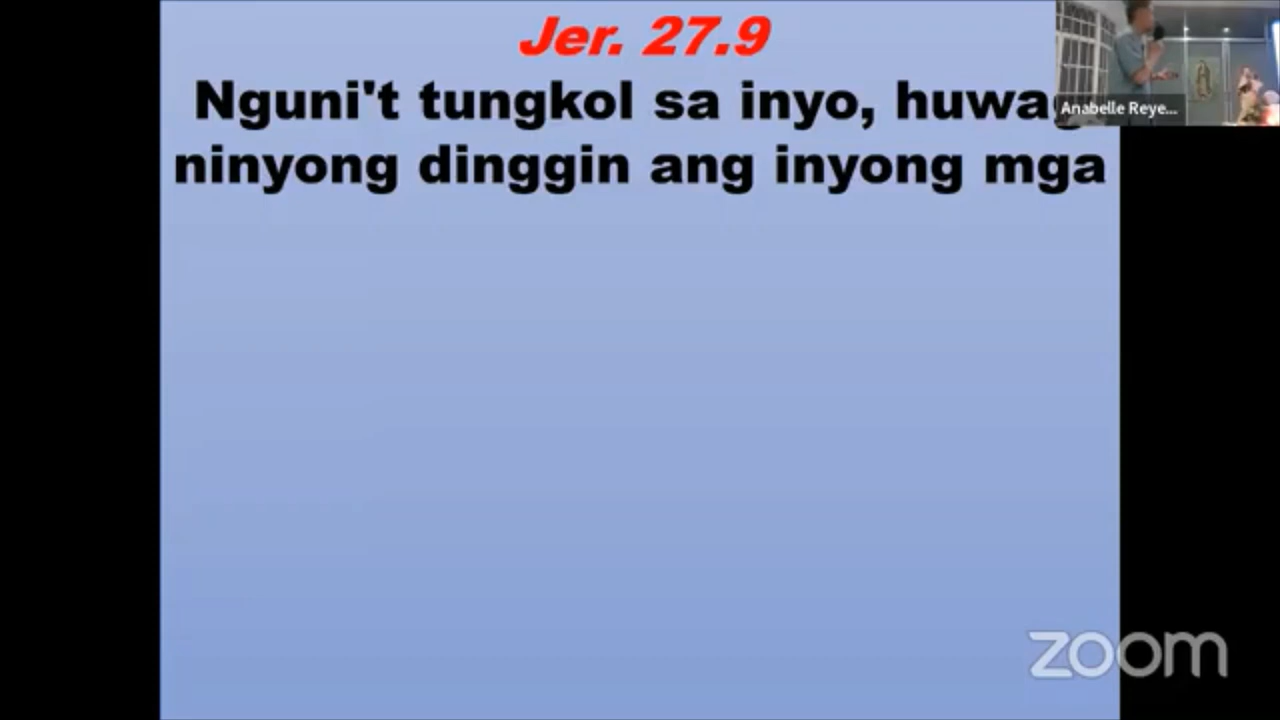 Jer. 27.9
Nguni't tungkol sa inyo, huwag
ninyong dinggin ang inyong mga
Anabelle Reye...
zoom